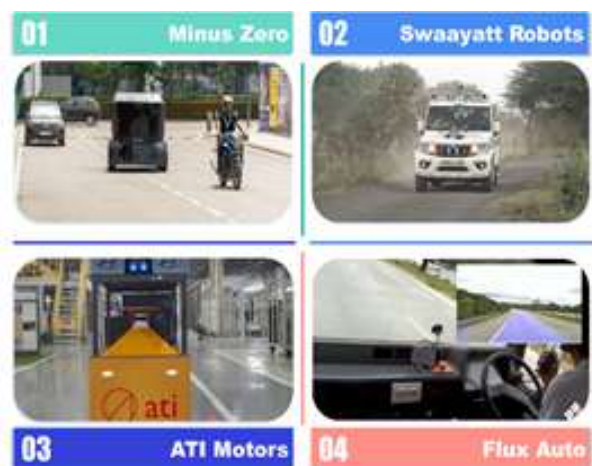 01 Minus Zero
02 Swaayatt Robots
ati
03 ATI Motors
04 Flux Auto